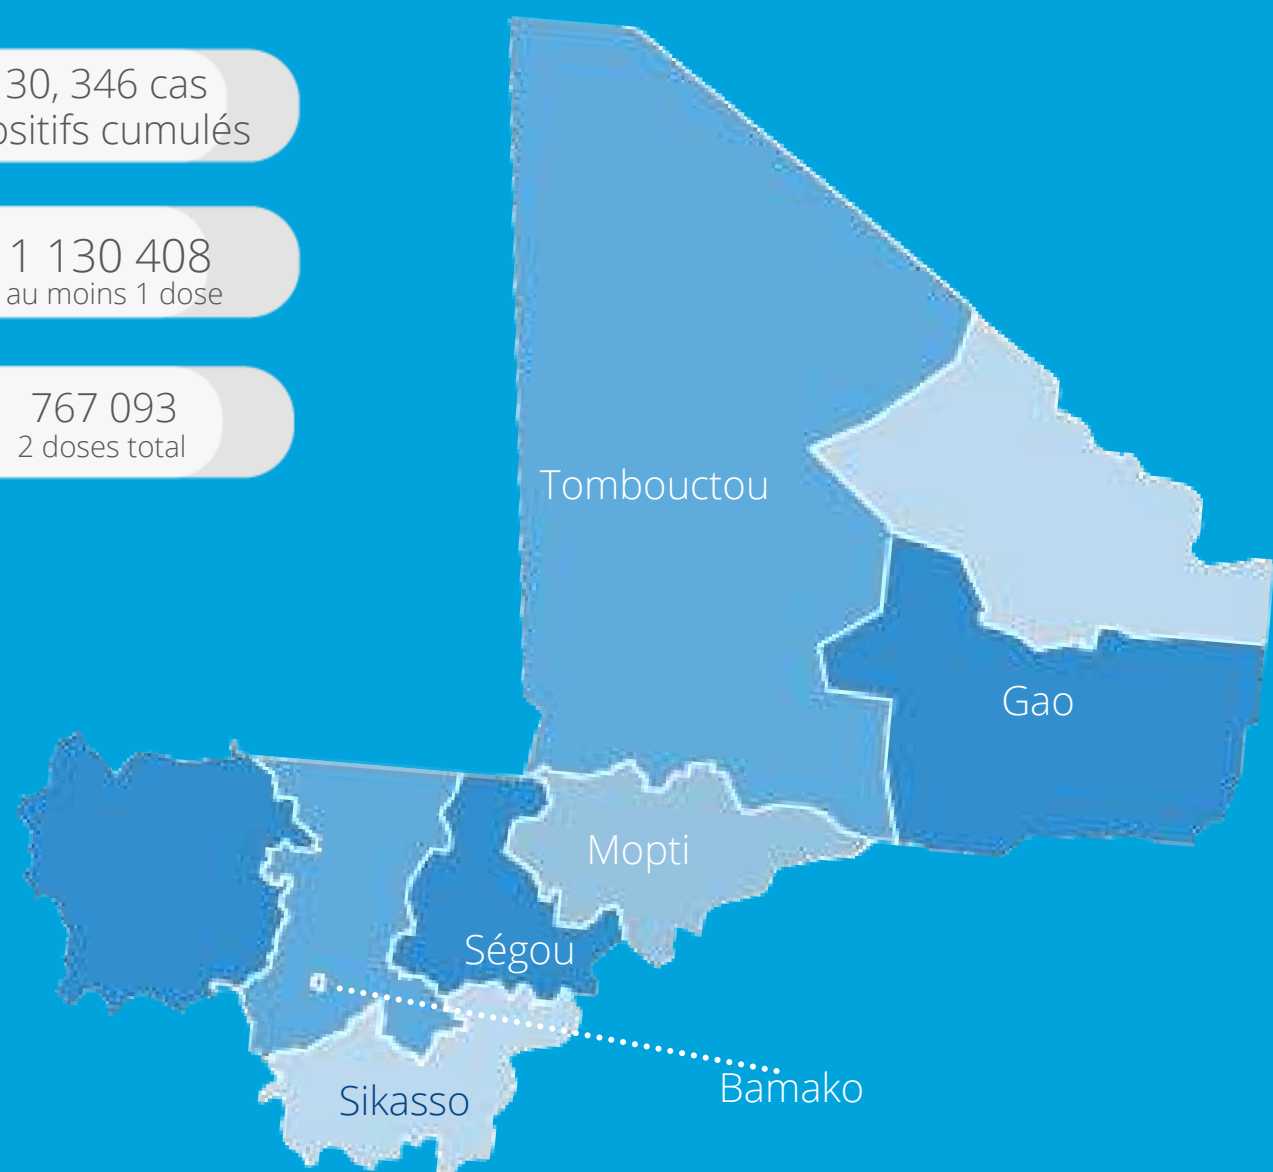 30, 346 cas
ositifs cumulés
1 130 408
au moins 1 dose
767 093
2 doses total
Tombouctou
Gao
Mopti
Ségou
Bamako
Sikasso